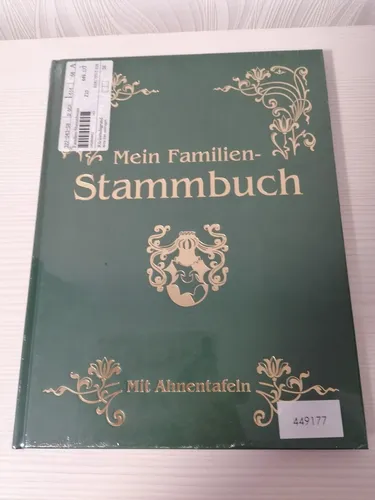 Mein Familien-
Stammbuch
Mit Ahnentafeln
449177